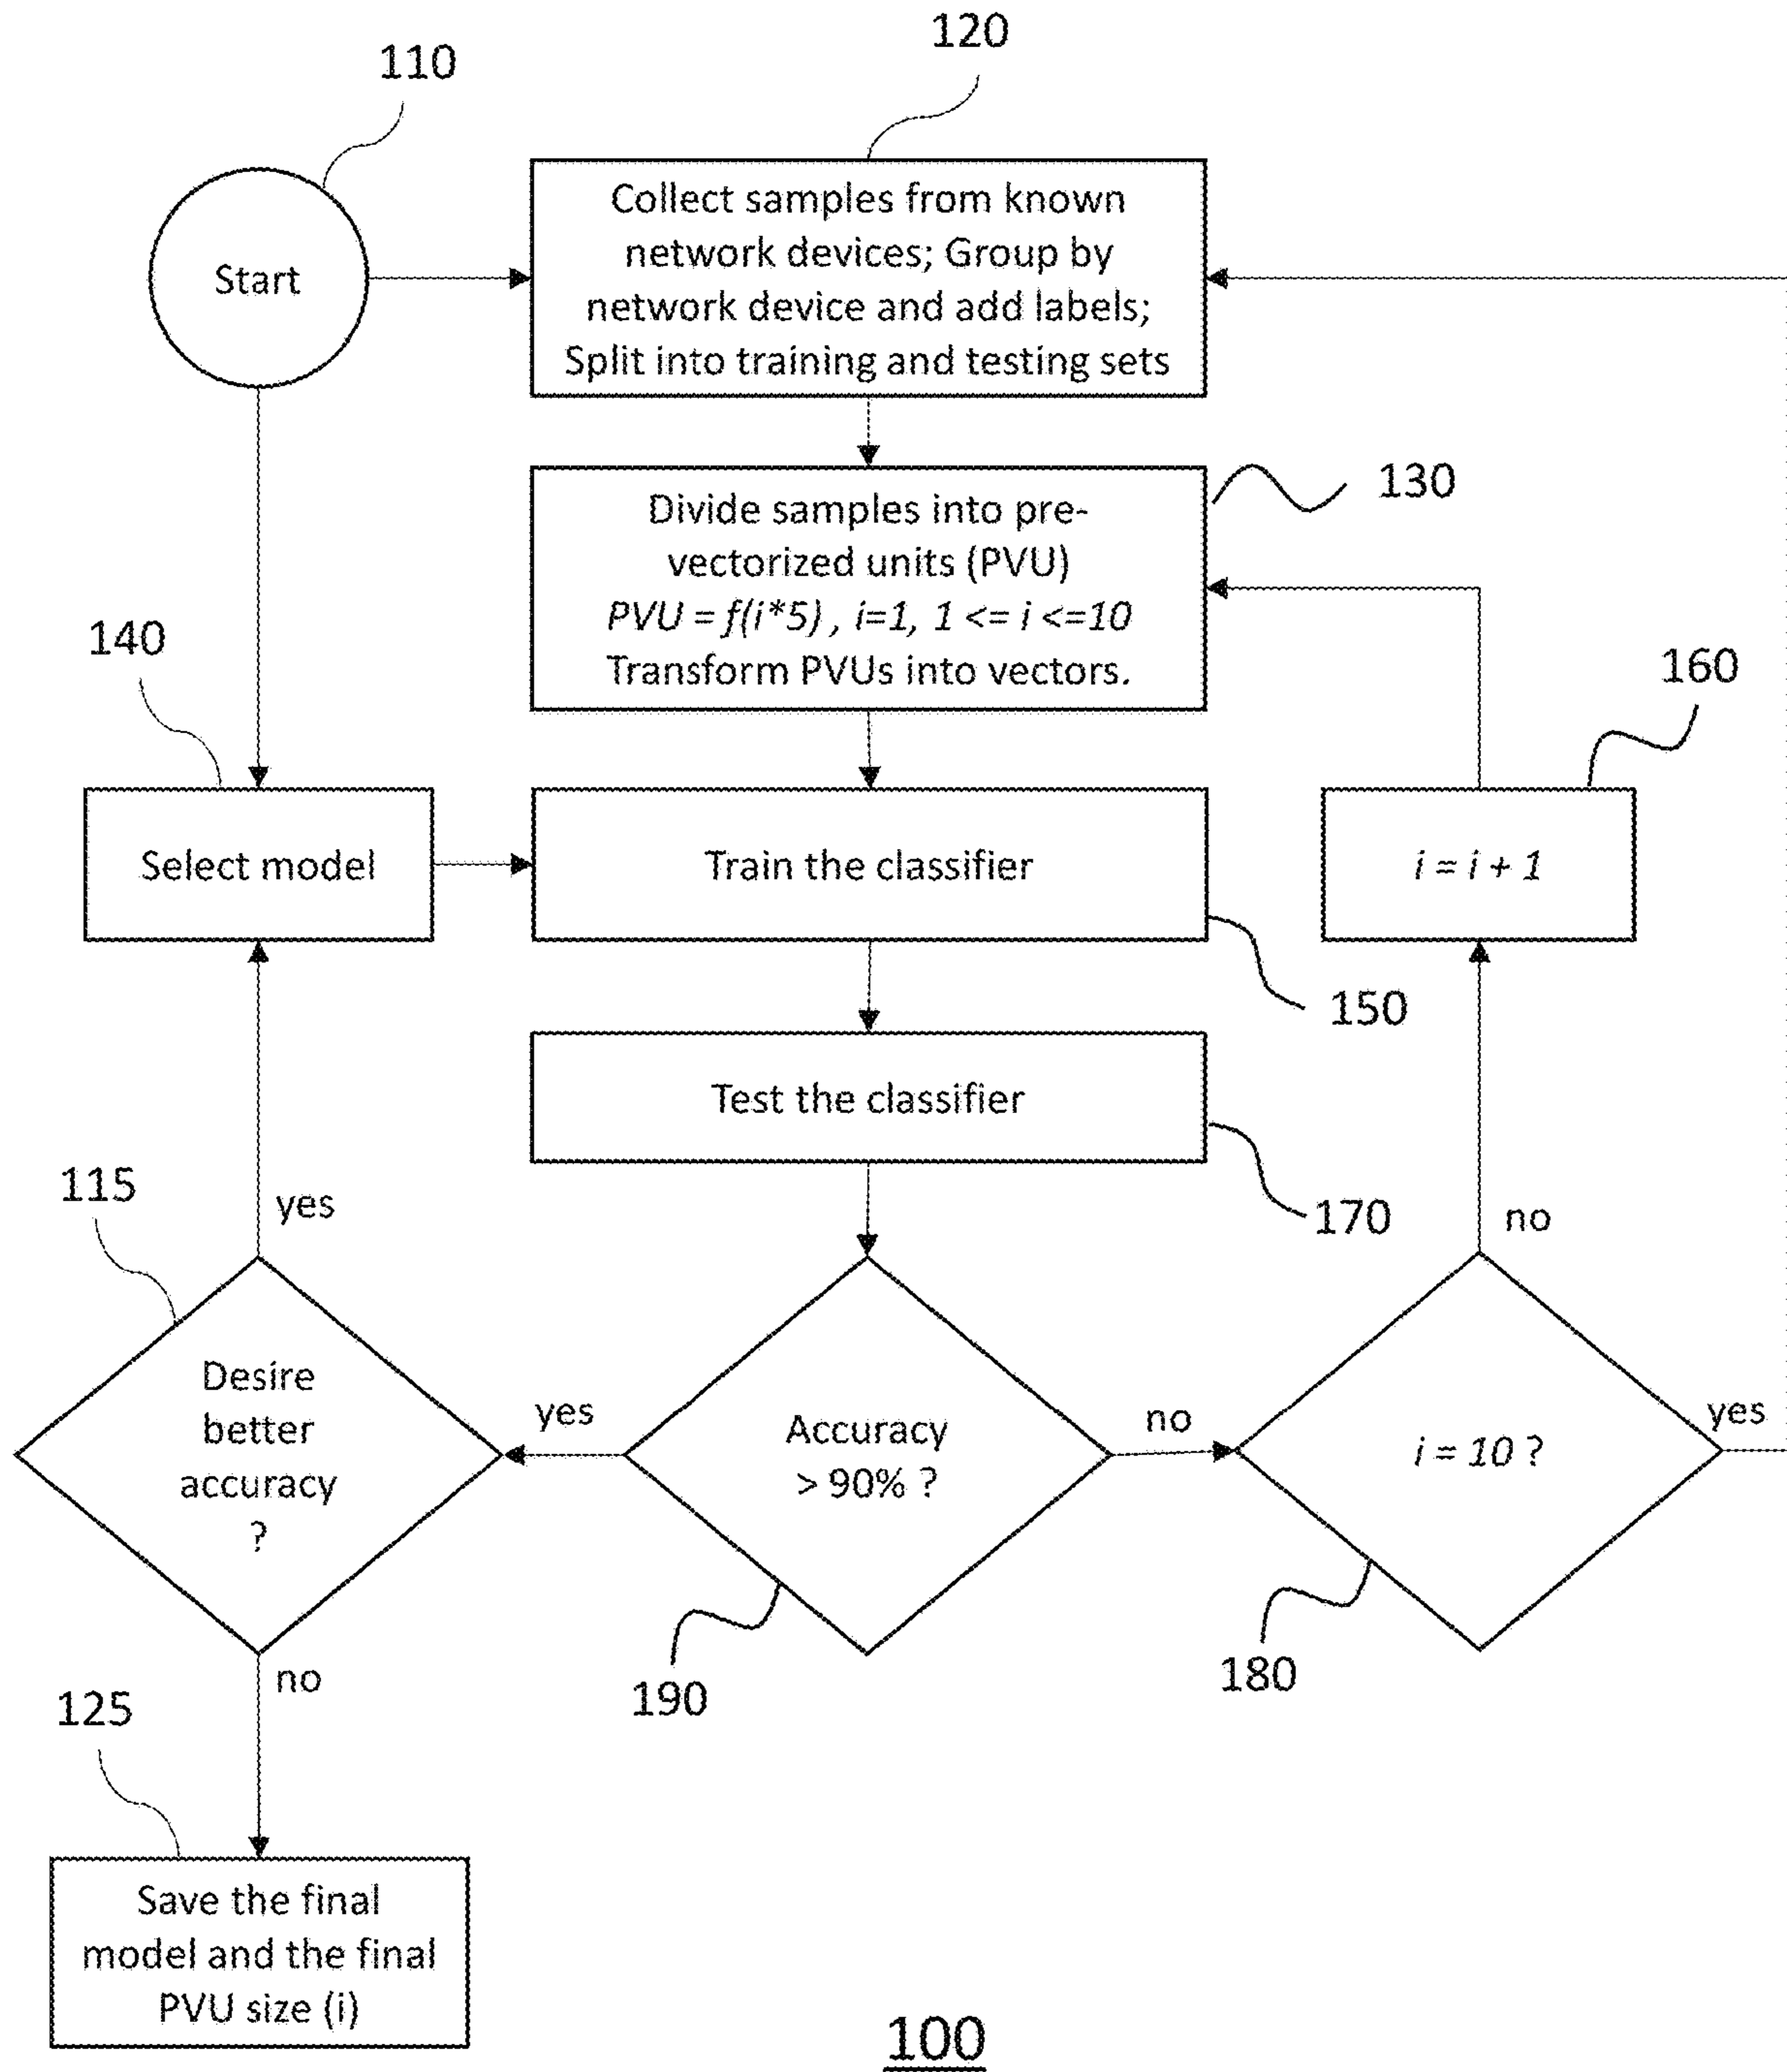 120
110
Collect samples from known
network devices; Group by
network device and add labels;
Split into training and testing sets
Start
130
Divide samples into pre-
vectorized units (PVU)
PVU = f(i*5) , i=1, 1 <= i <=10
Transform PVUs into vectors.
140
160
Select model
Train the classifier
i = i + 1
150
Test the classifier
170
115
yes
no
Desire
better
accuracy
?
yes
Accuracy
> 90% ?
no
i = 10 ?
yes
190
180
no
125
Save the final
model and the final
PVU size (i)
100